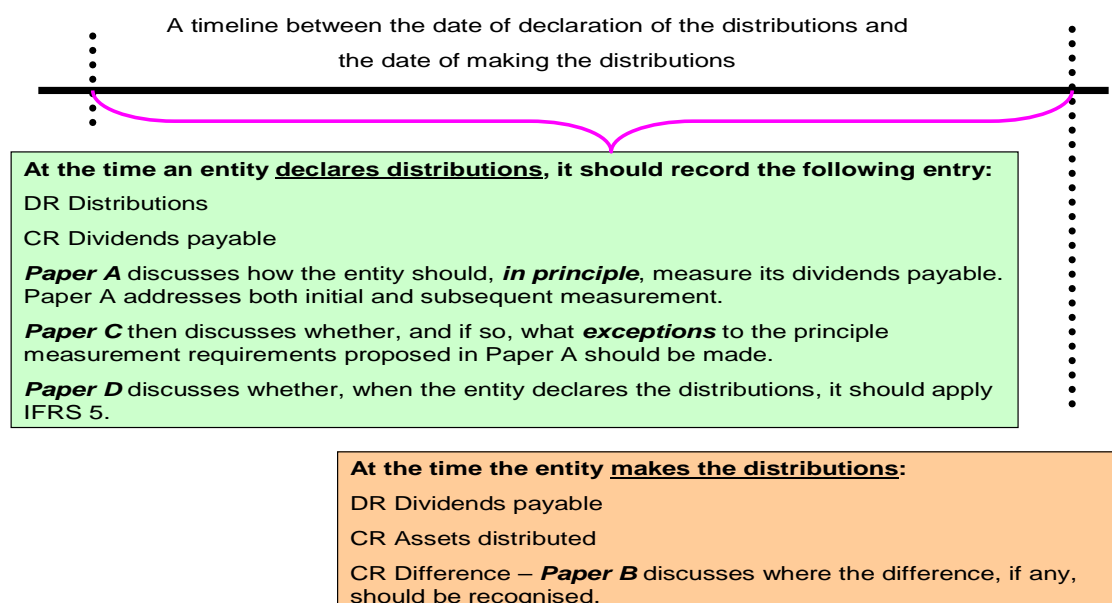 A timeline between the date of declaration of the distributions and
the date of making the distributions
At the time an entity declares distributions, it should record the following entry:
DR Distributions
CR Dividends payable
Paper A discusses how the entity should, in principle, measure its dividends payable.
Paper A addresses both initial and subsequent measurement.
Paper C then discusses whether, and if so, what exceptions to the principle
measurement requirements proposed in Paper A should be made.
Paper D discusses whether, when the entity declares the distributions, it should apply
IFRS 5.
At the time the entity makes the distributions:
DR Dividends payable
CR Assets distributed
CR Difference – Paper B discusses where the difference, if any,
should be recognised.